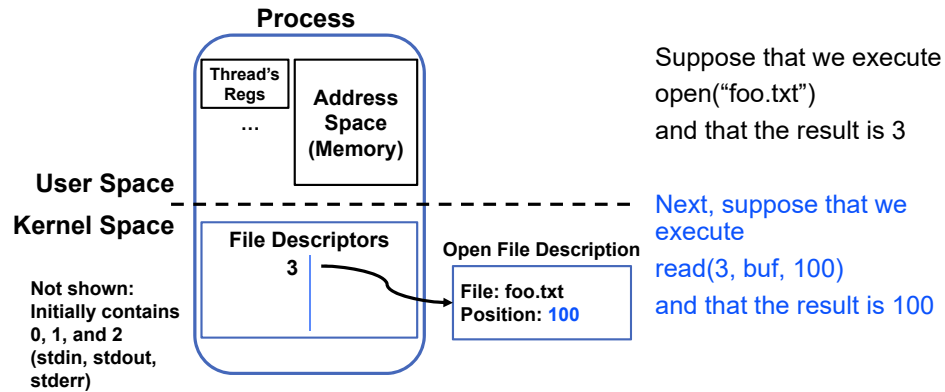 Process
Thread's
Regs
...
Address
Space
(Memory)
User Space
Kernel Space
File Descriptors
3
Not shown:
Initially contains
0, 1, and 2
(stdin, stdout,
stderr)
Open File Description
File: foo.txt
Position: 100
Suppose that we execute
open(“foo.txt”)
and that the result is 3
Next, suppose that we
execute
read(3, buf, 100)
and that the result is 100